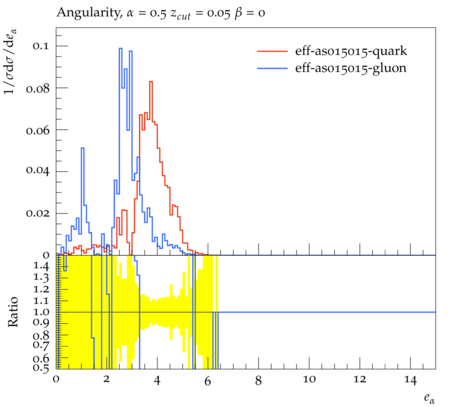 Angularity, α = 0.5 z_cut = 0.05 β = 0
1/σdσ/de_α
0.1
0.08
0.06
0.04
0.02
0
eff-as015015-quark
eff-as015015-gluon
Ratio
1.4
1.3
1.2
1.1
1.0
0.9
0.8
0.7
0.6
0.5
0 2 4 6 8 10 12 14
e_α